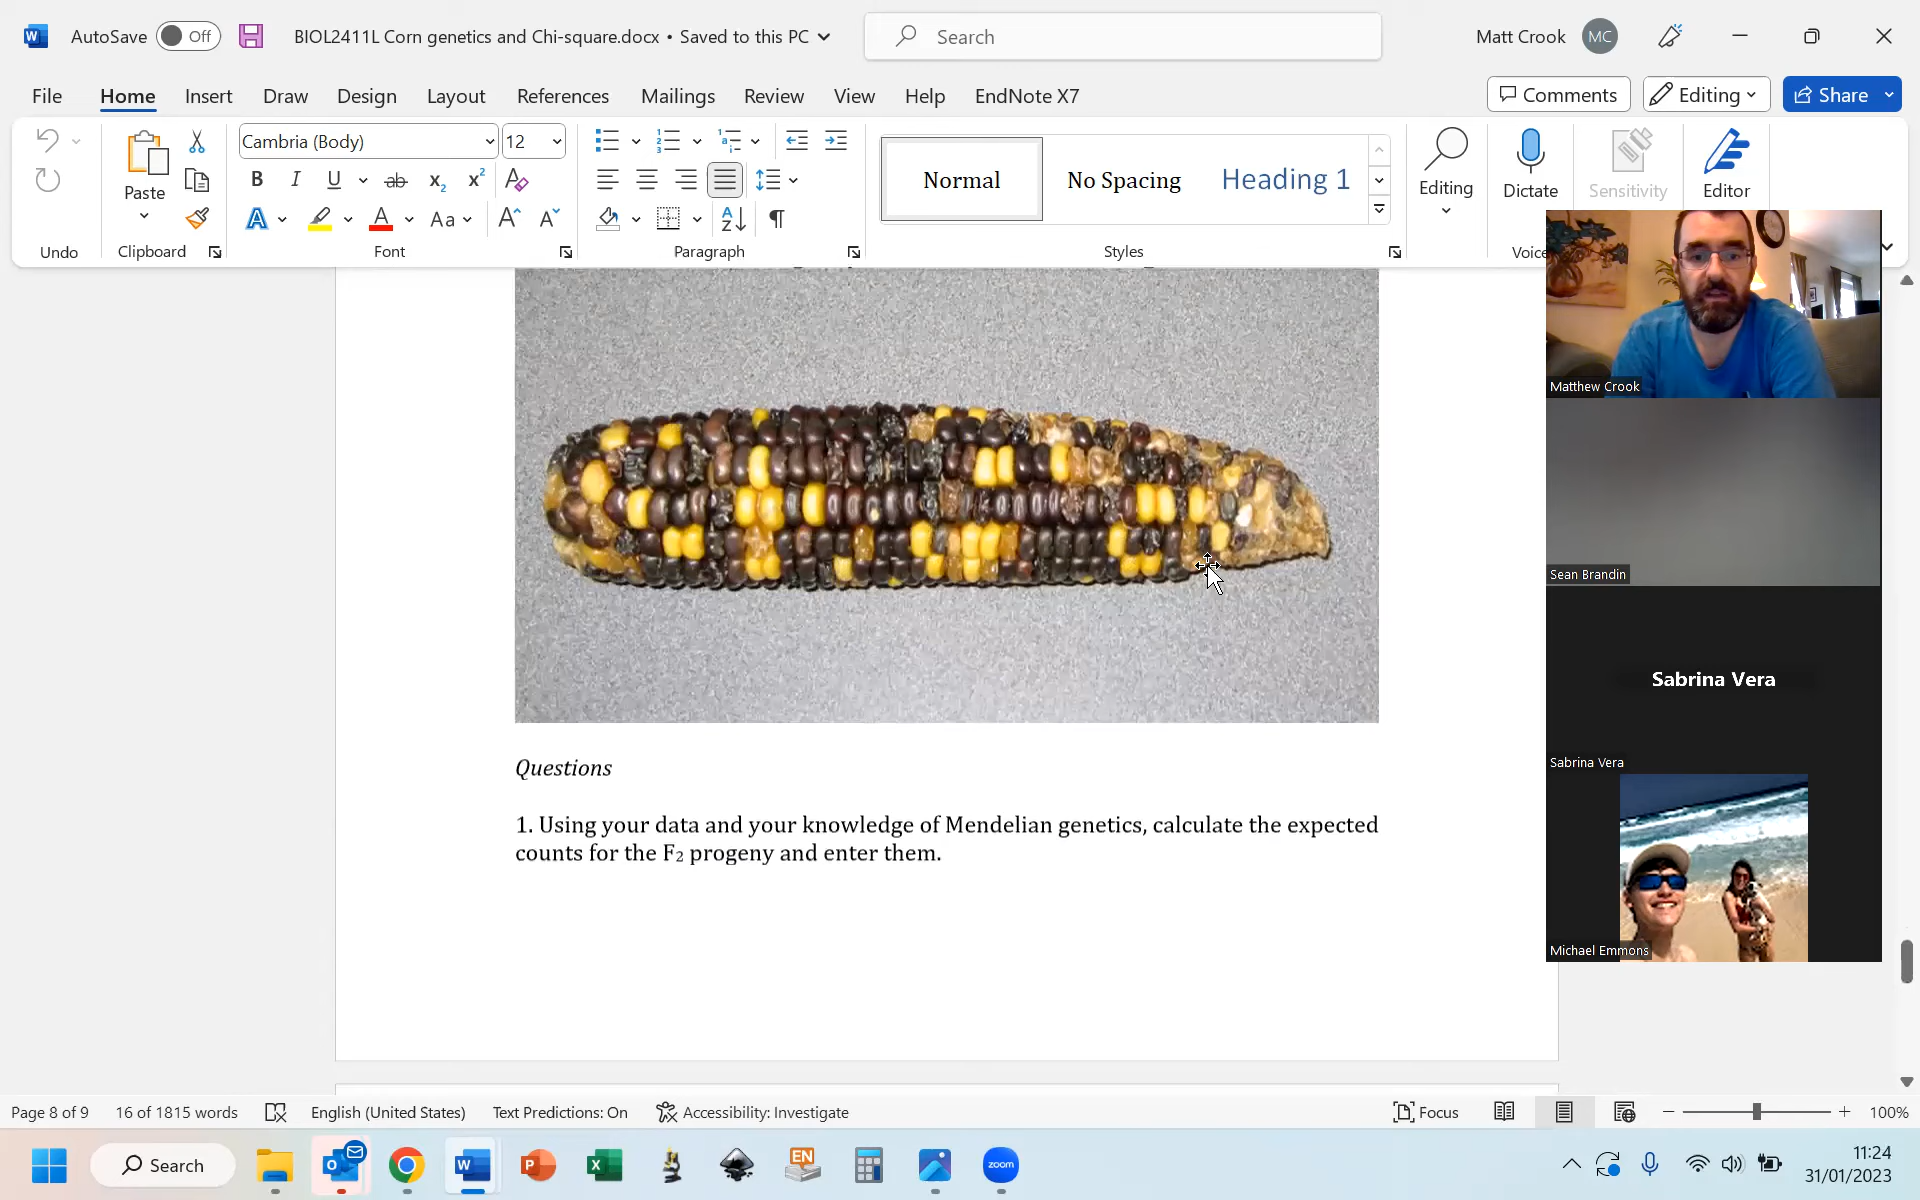 AutoSave Off BIOL2411L Corn genetics and Chi-square.docx • Saved to this PC Search Matt Crook MC
File Home Insert Draw Design Layout References Mailings Review View Help EndNote X7 Comments Editing Share
Cambria (Body) 12
Paste
Normal No Spacing Heading 1
Editing Dictate Sensitivity Editor
Undo Clipboard Font Paragraph Styles Voice
Matthew Crook
Sean Brandin
Sabrina Vera
Sabrina Vera
Michael Emmons
Questions
1. Using your data and your knowledge of Mendelian genetics, calculate the expected
counts for the F2 progeny and enter them.
Page 8 of 9 16 of 1815 words English (United States) Text Predictions: On Accessibility: Investigate Focus 100%
Search EN zoom 11:24
31/01/2023